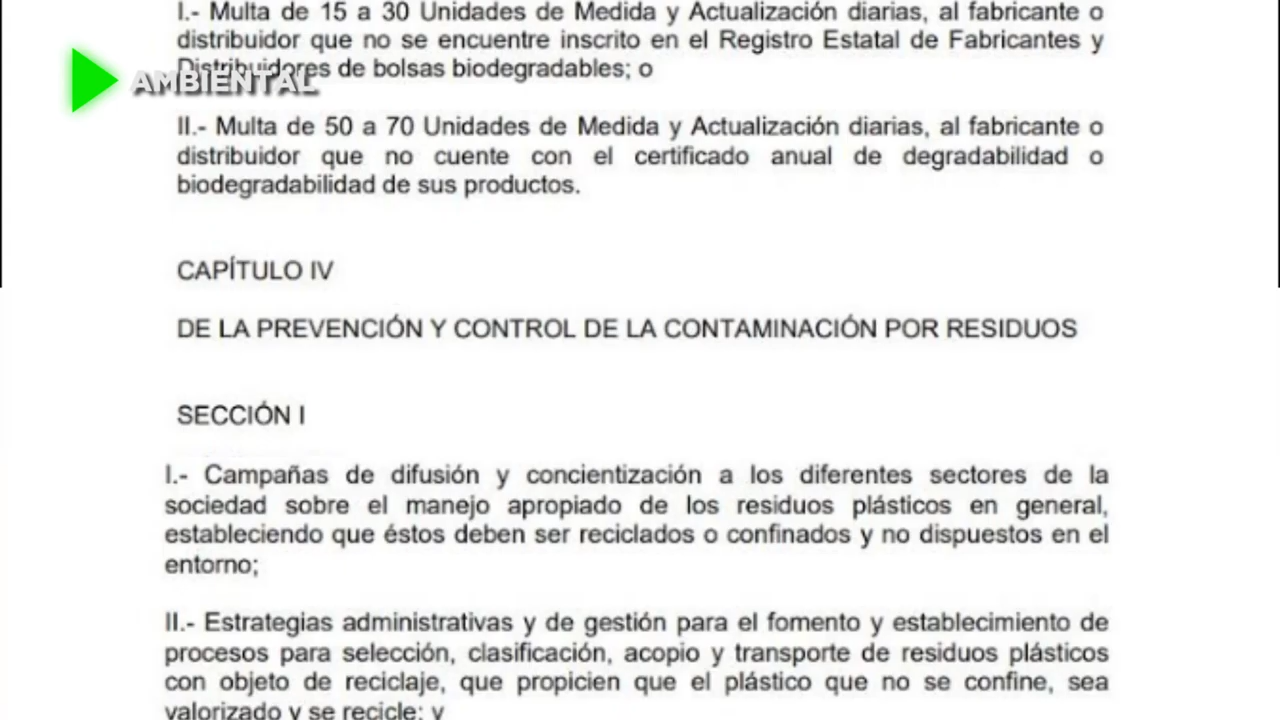 I.- Multa de 15 a 30 Unidades de Medida y Actualización diarias, al fabricante o
distribuidor que no se encuentre inscrito en el Registro Estatal de Fabricantes y
Distribuidores de bolsas biodegradables; o
AMBIENTAL
II.- Multa de 50 a 70 Unidades de Medida y Actualización diarias, al fabricante o
distribuidor que no cuente con el certificado anual de degradabilidad o
biodegradabilidad de sus productos.
CAPÍTULO IV
DE LA PREVENCIÓN Y CONTROL DE LA CONTAMINACIÓN POR RESIDUOS
SECCIÓN I
I.- Campañas de difusión y concientización a los diferentes sectores de la
sociedad sobre el manejo apropiado de los residuos plásticos en general,
estableciendo que éstos deben ser reciclados o confinados y no dispuestos en el
entorno;
II.- Estrategias administrativas y de gestión para el fomento y establecimiento de
procesos para selección, clasificación, acopio y transporte de residuos plásticos
con objeto de reciclaje, que propicien que el plástico que no se confine, sea
valorizado y se recicle; y